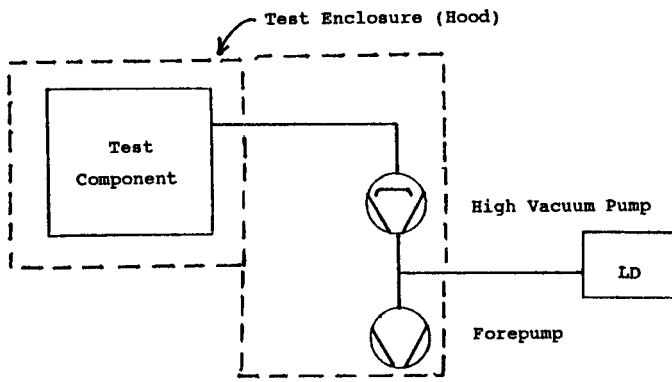 Test Enclosure (Hood)
Test
Component
High Vacuum Pump
LD
Forepump